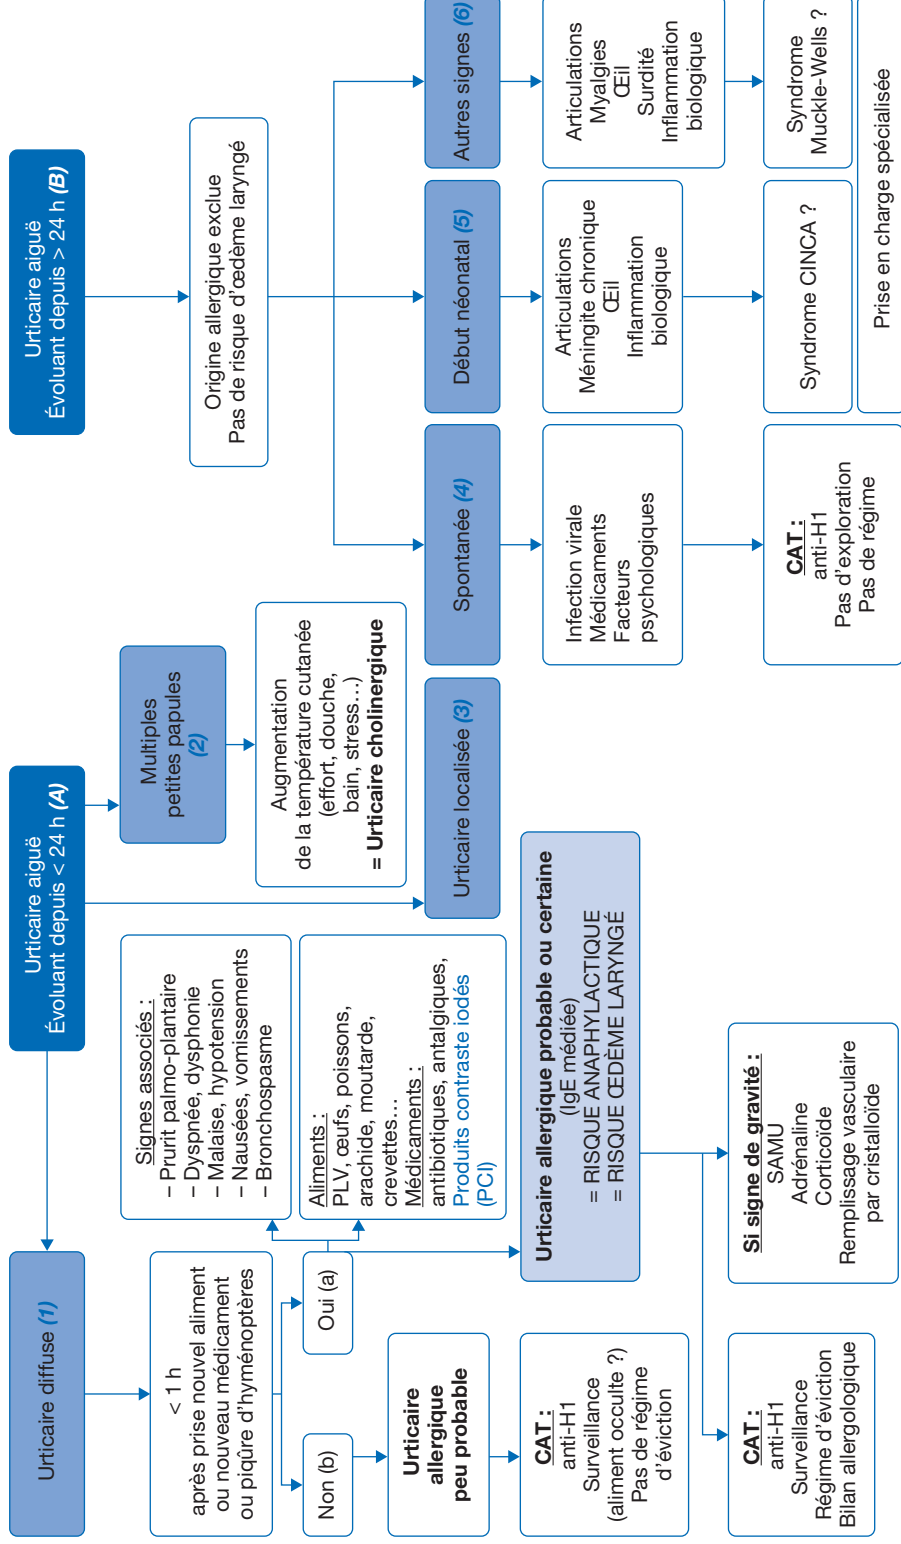 Urticaire aiguë
Évoluant depuis < 24 h (A)
Urticaire diffuse (1)
< 1 h
après prise nouvel aliment
ou nouveau médicament
ou piqûre d'hyménoptères
Non (b)
Oui (a)
Urticaire
allergique
peu probable
CAT :
anti-H1
Surveillance
(aliment occulte ?)
Pas de régime
d'éviction
Signes associés :
– Prurit palmo-plantaire
– Dyspnée, dysphonie
– Malaise, hypotension
– Nausées, vomissements
– Bronchospasme
Aliments :
PLV, œufs, poissons,
arachide, moutarde,
crevettes...
Médicaments :
antibiotiques, antalgiques,
Produits contraste iodés
(PCI)
Urticaire allergique probable ou certaine
(IgE médiée)
= RISQUE ANAPHYLACTIQUE
= RISQUE ŒDÈME LARYNGÉ
CAT :
anti-H1
Surveillance
Régime d'éviction
Bilan allergologique
Si signe de gravité :
SAMU
Adrénaline
Corticoïde
Remplissage vasculaire
par cristalloïde
Multiples
petites papules
(2)
Augmentation
de la température cutanée
(effort, douche,
bain, stress...)
= Urticaire cholinergique
Urticaire localisée (3)
Urticaire aiguë
Évoluant depuis > 24 h (B)
Origine allergique exclue
Pas de risque d'œdème laryngé
Spontanée (4)
Infection virale
Médicaments
Facteurs
psychologiques
CAT :
anti-H1
Pas d'exploration
Pas de régime
Début néonatal (5)
Articulations
Méningite chronique
Œil
Inflammation
biologique
Syndrome CINCA ?
Autres signes (6)
Articulations
Myalgies
Œil
Surdité
Inflammation
biologique
Syndrome
Muckle-Wells ?
Prise en charge spécialisée